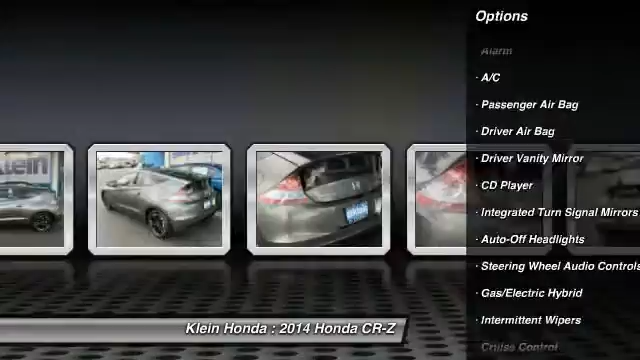 Options
Alarm
· A/C
· Passenger Air Bag
· Driver Air Bag
· Driver Vanity Mirror
· CD Player
· Integrated Turn Signal Mirrors
· Auto-Off Headlights
· Steering Wheel Audio Controls
· Gas/Electric Hybrid
· Intermittent Wipers
Cruise Control
Klein
Klein Honda : 2014 Honda CR-Z